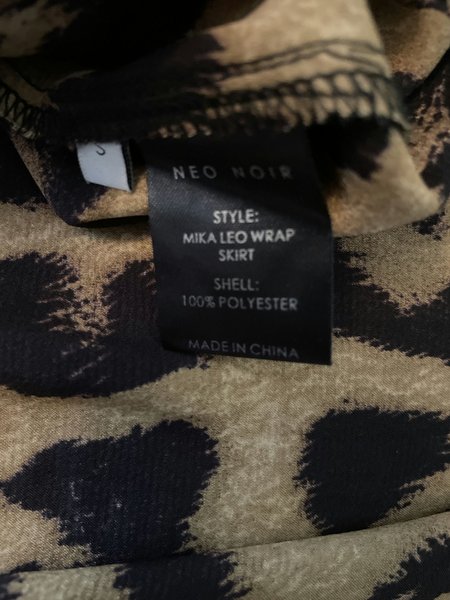 NEO NOIR
STYLE:
MIKA LEO WRAP
SKIRT
SHELL:
100% POLYESTER
MADE IN CHINA